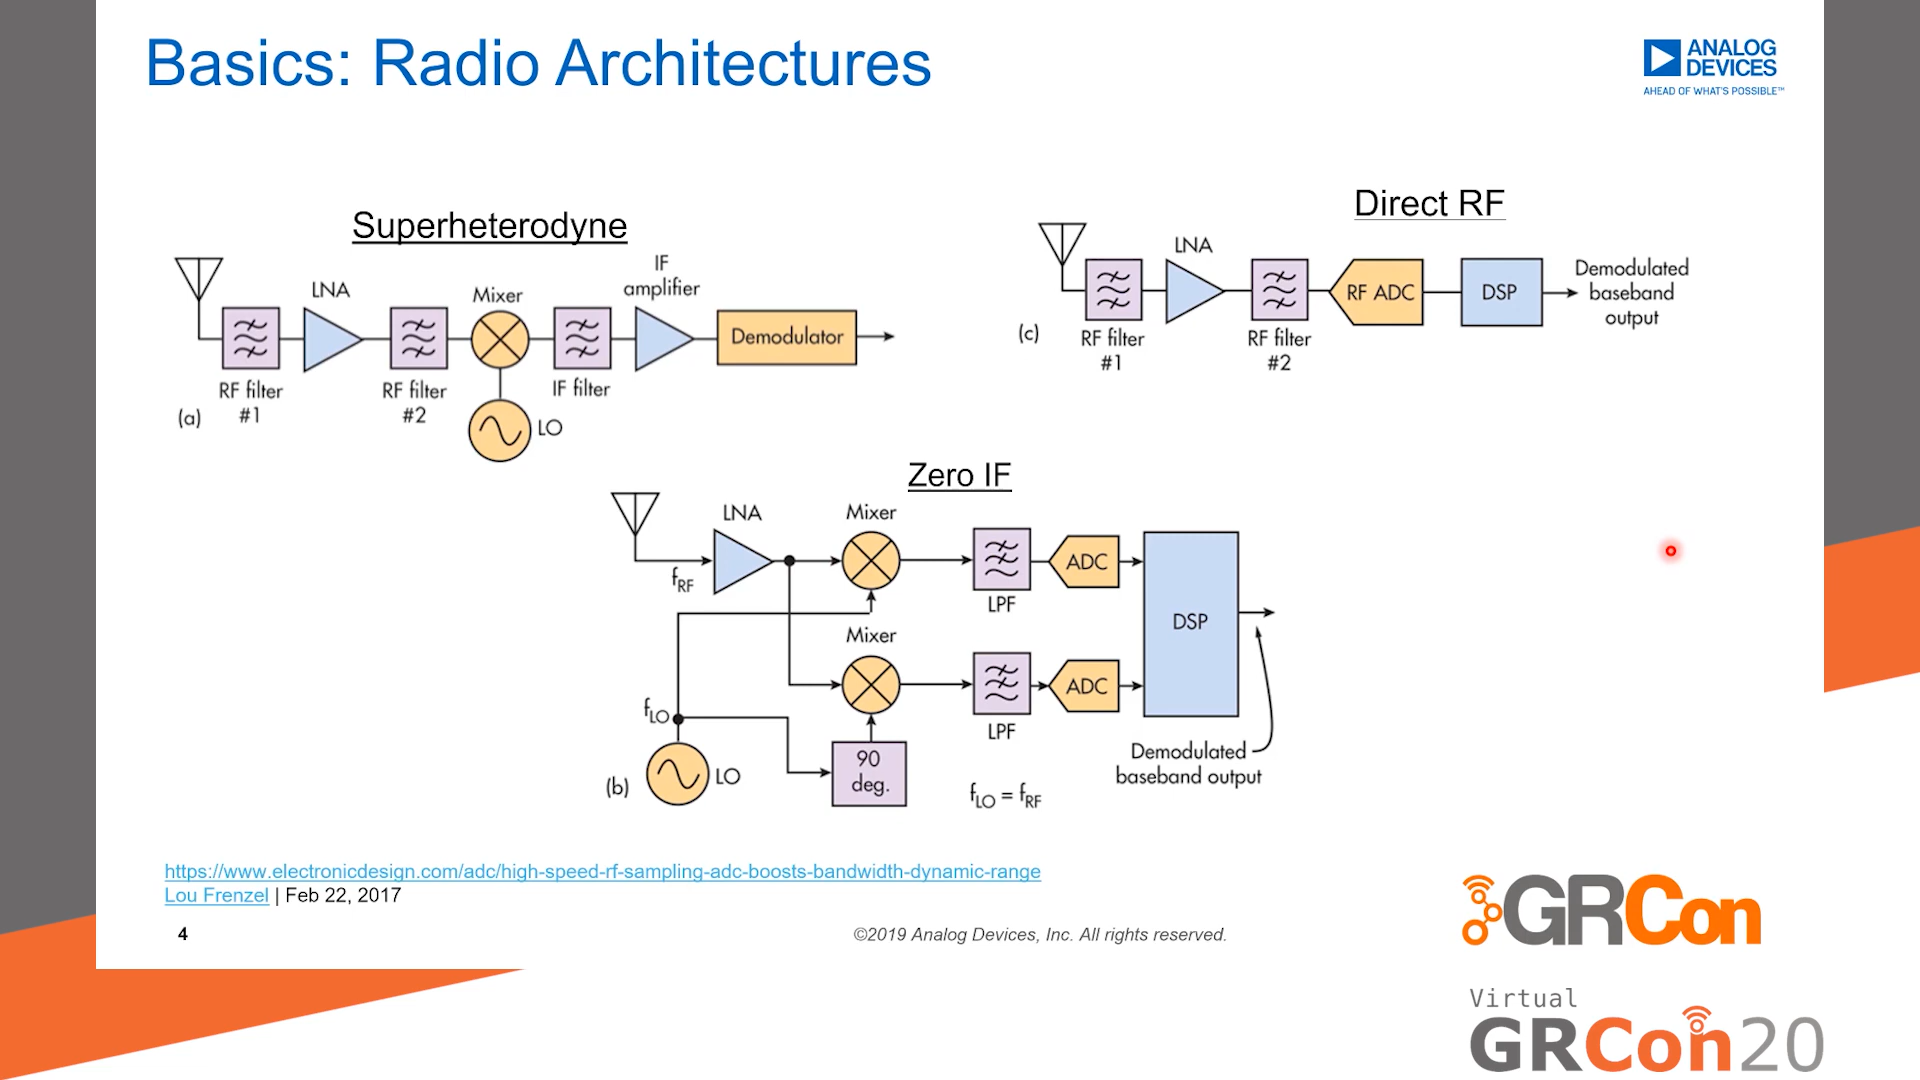 Basics: Radio Architectures
ANALOG
DEVICES
AHEAD OF WHAT'S POSSIBLE™
Superheterodyne
LNA
Mixer
IF
amplifier
Demodulator
RF filter
#1
RF filter
#2
IF filter
LO
(a)
Direct RF
LNA
RF ADC
DSP
Demodulated
baseband
output
(c)
RF filter
#1
RF filter
#2
Zero IF
LNA
Mixer
fRF
ADC
LPF
Mixer
DSP
ADC
LPF
fLO
LO
90
deg.
(b)
fLO = fRF
Demodulated
baseband output
https://www.electronicdesign.com/adc/high-speed-rf-sampling-adc-boosts-bandwidth-dynamic-range
Lou Frenzel | Feb 22, 2017
4
©2019 Analog Devices, Inc. All rights reserved.
GRCon
Virtual
GRCon20